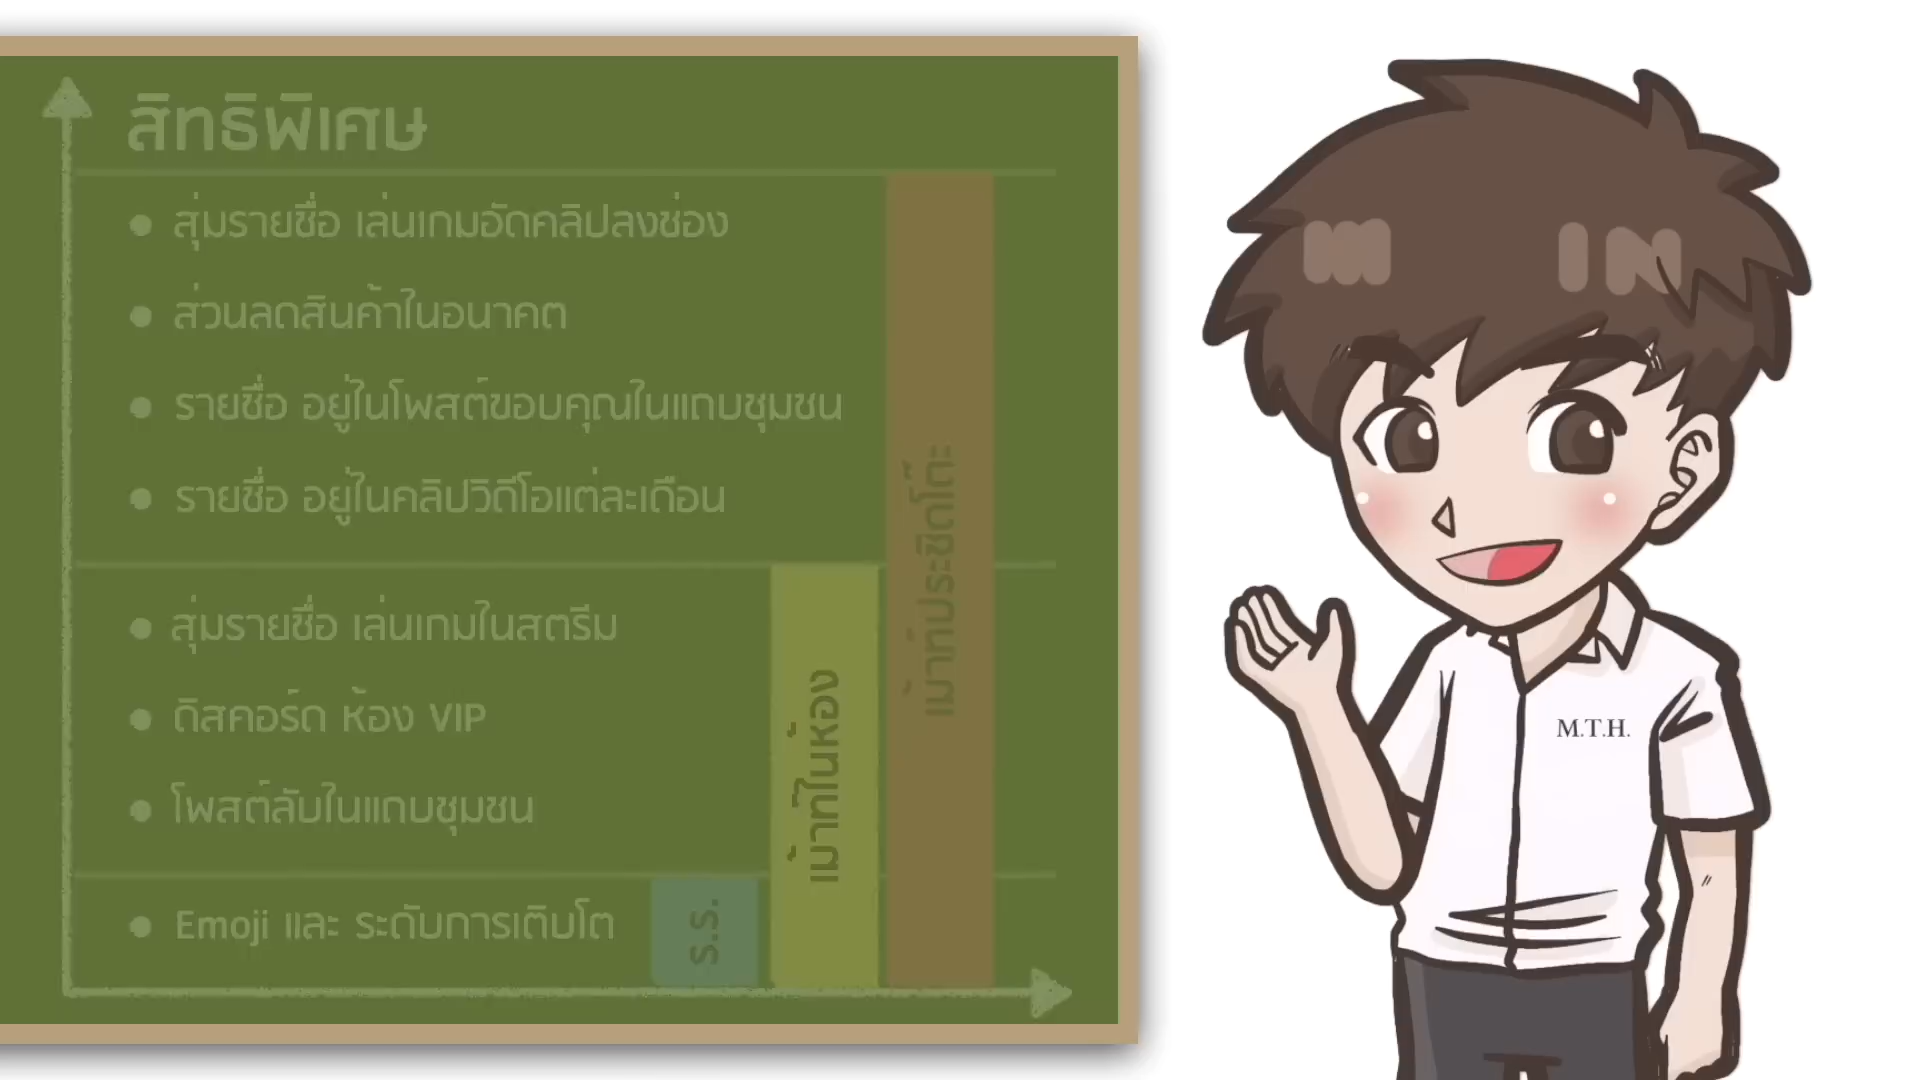 สิทธิพิเศษ
สุ่มรายชื่อ เล่นเกมอัดคลิปลงช่อง
ส่วนลดสินค้าในอนาคต
รายชื่อ อยู่ในโพสต์ขอบคุณในแถบชุมชน
รายชื่อ อยู่ในคลิปวิดีโอแต่ละเดือน
สุ่มรายชื่อ เล่นเกมในสตรีม
ดิสคอร์ด ห้อง VIP
โพสต์ลับในแถบชุมชน
Emoji และ ระดับการเติบโต
ร.ร.
เม้าท์ในห้อง
เม้าท์ประชิดโต๊ะ
M.T.H.